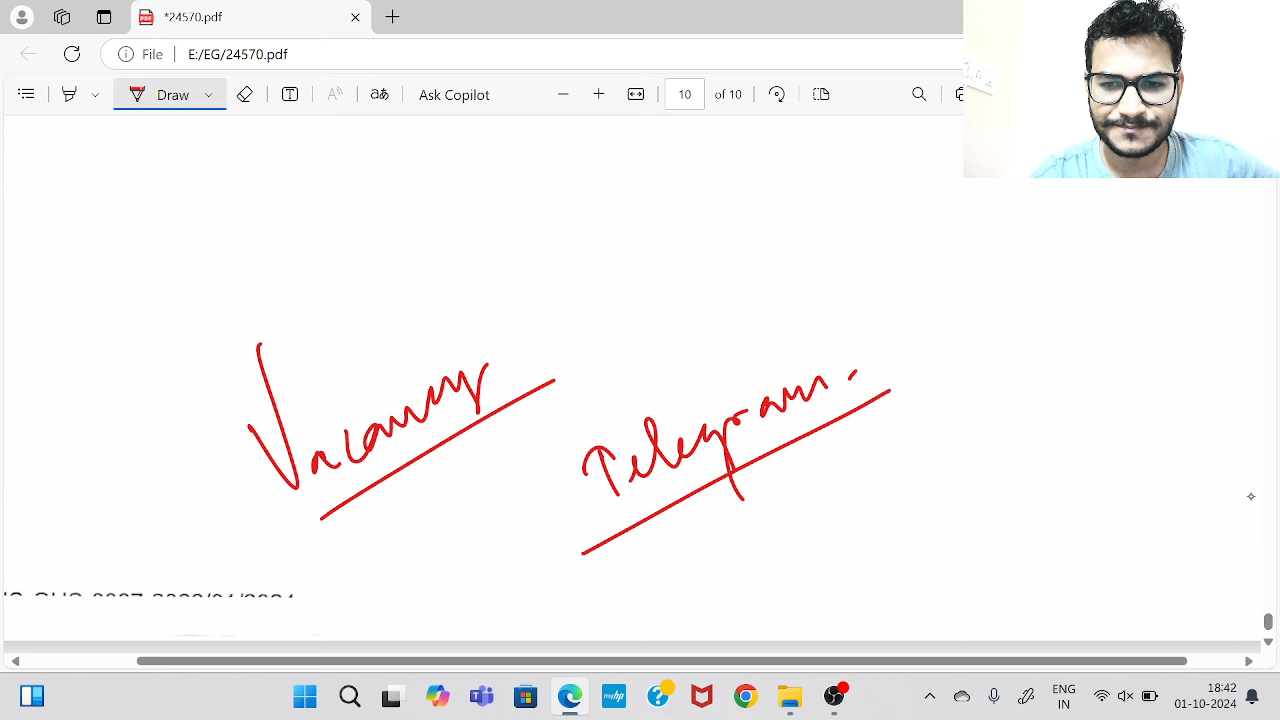 *24570.pdf
File E:/EG/24570.pdf
Draw Ask Copilot 10 of 10
Vacancy Telegram.
ENG
IN
18:42
01-10-2024